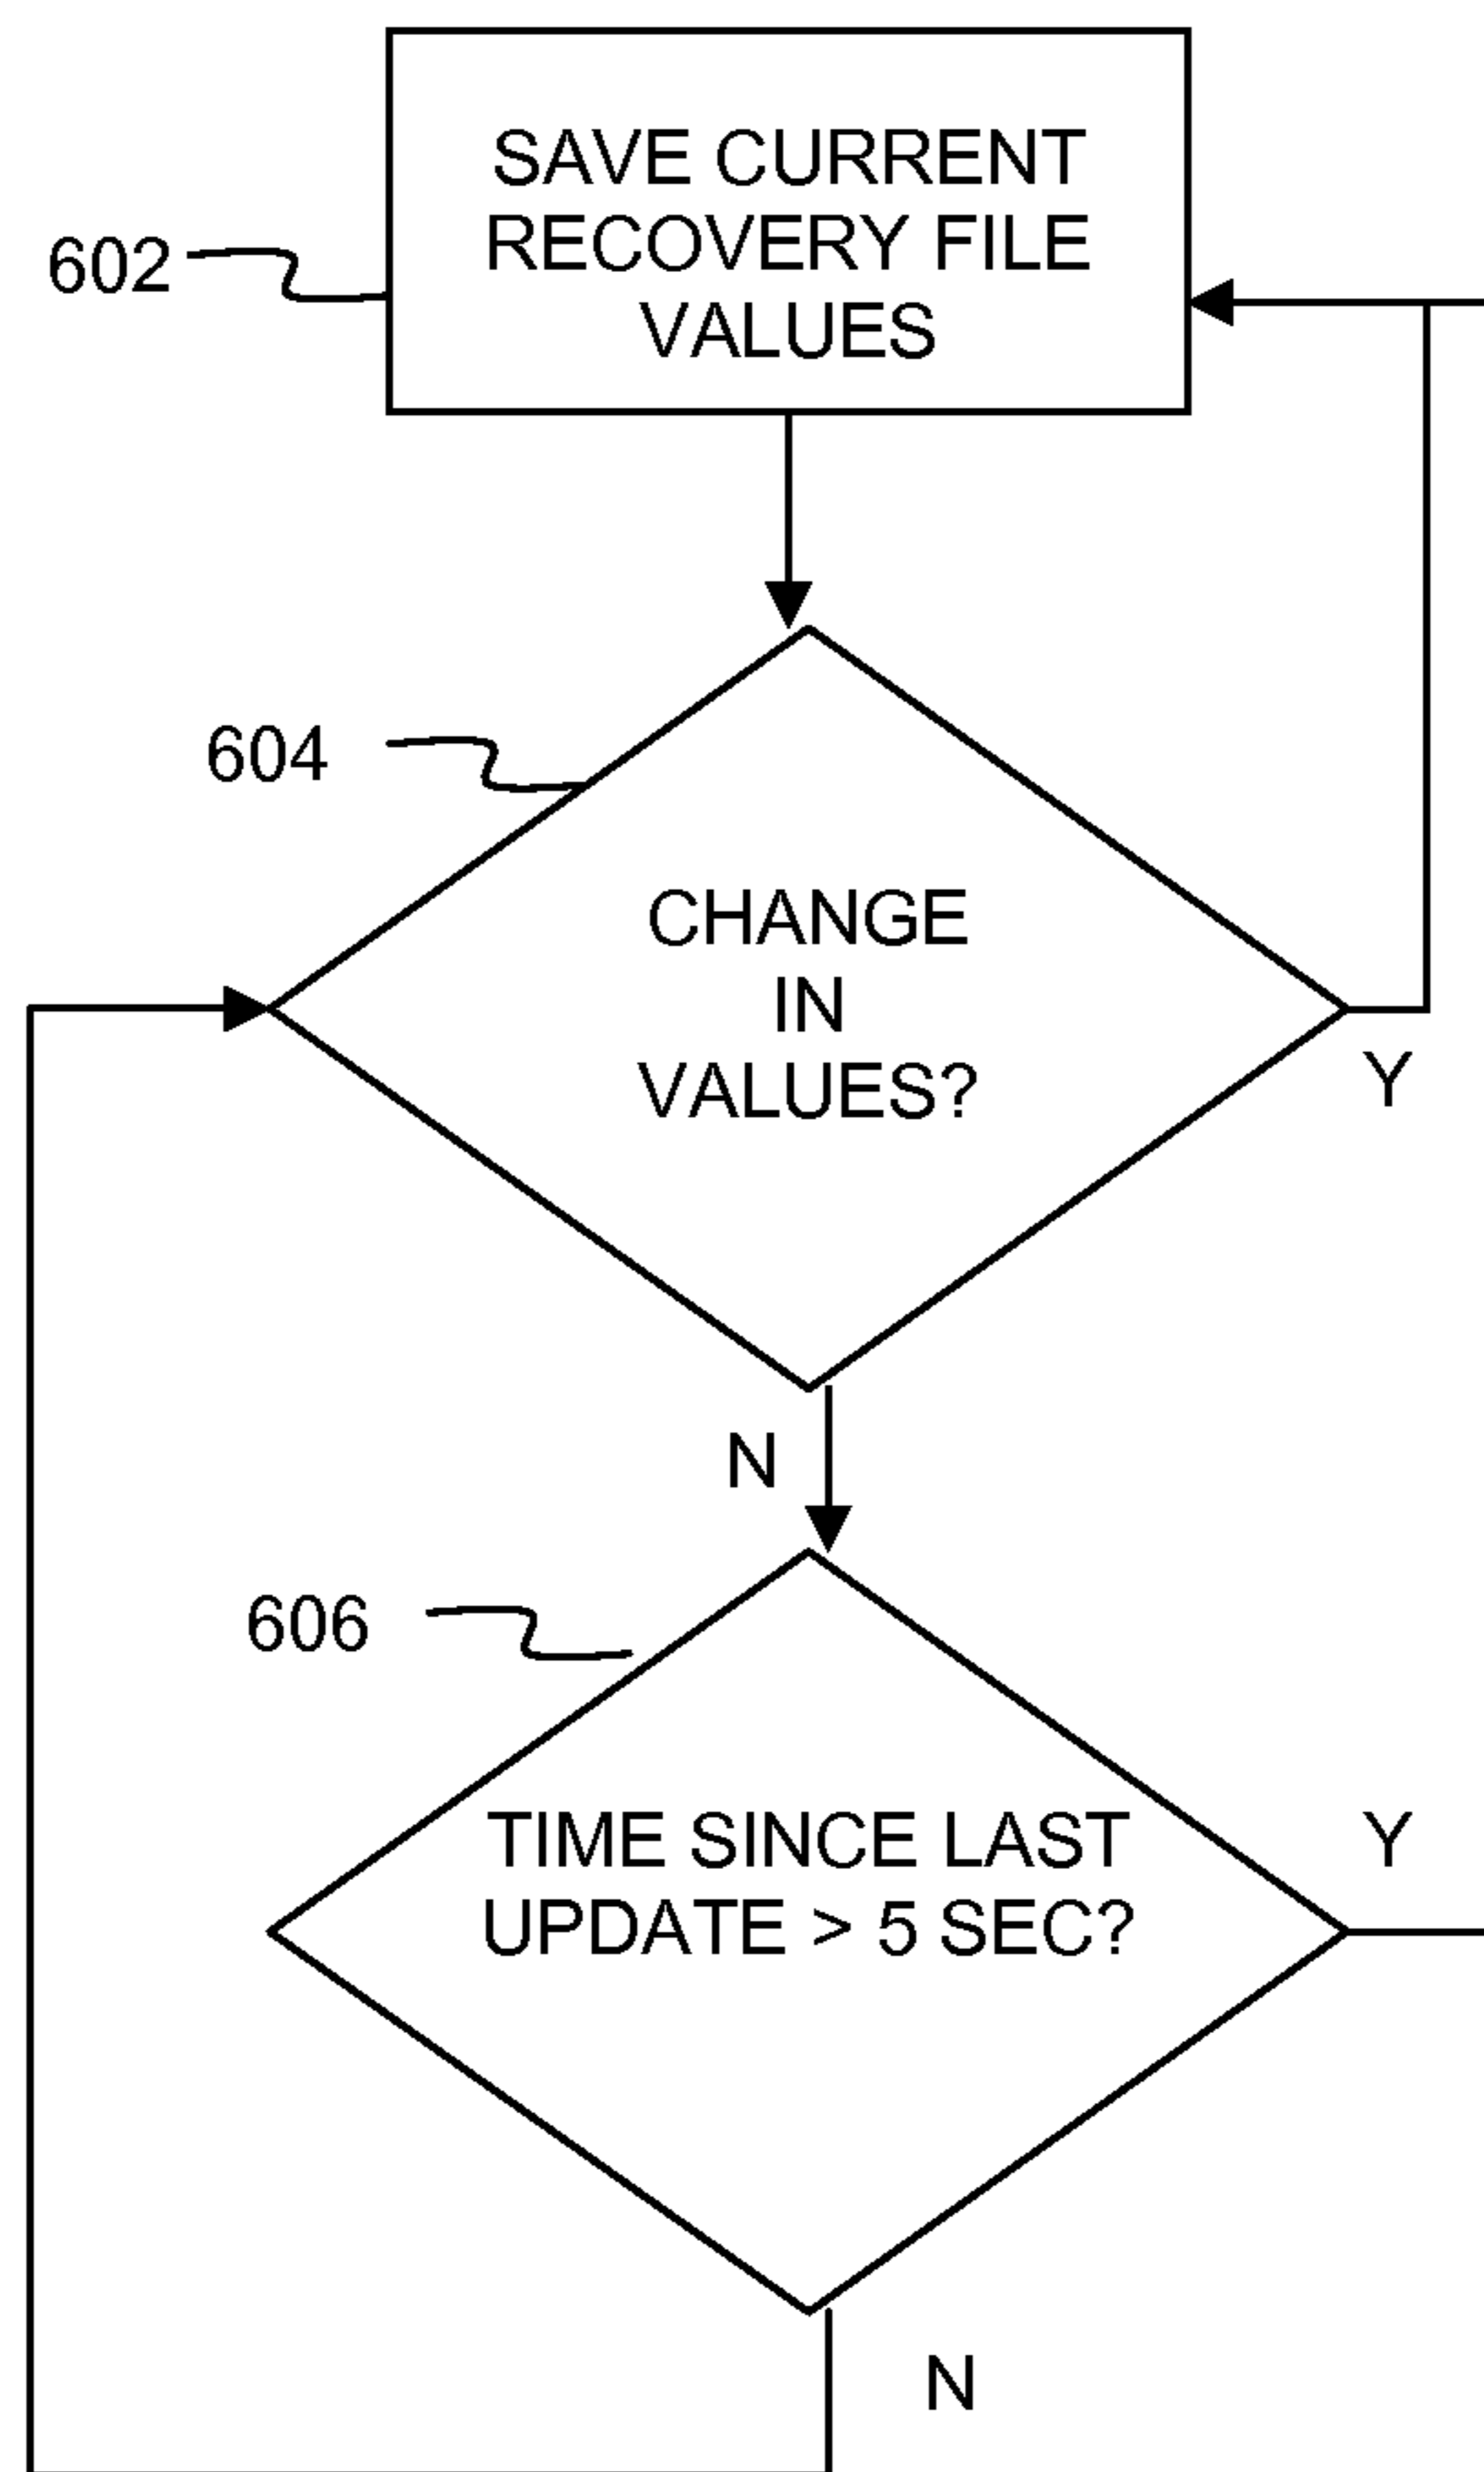 SAVE CURRENT
RECOVERY FILE
VALUES
602
604
CHANGE
IN
VALUES?
Y
N
606
TIME SINCE LAST
UPDATE > 5 SEC?
Y
N